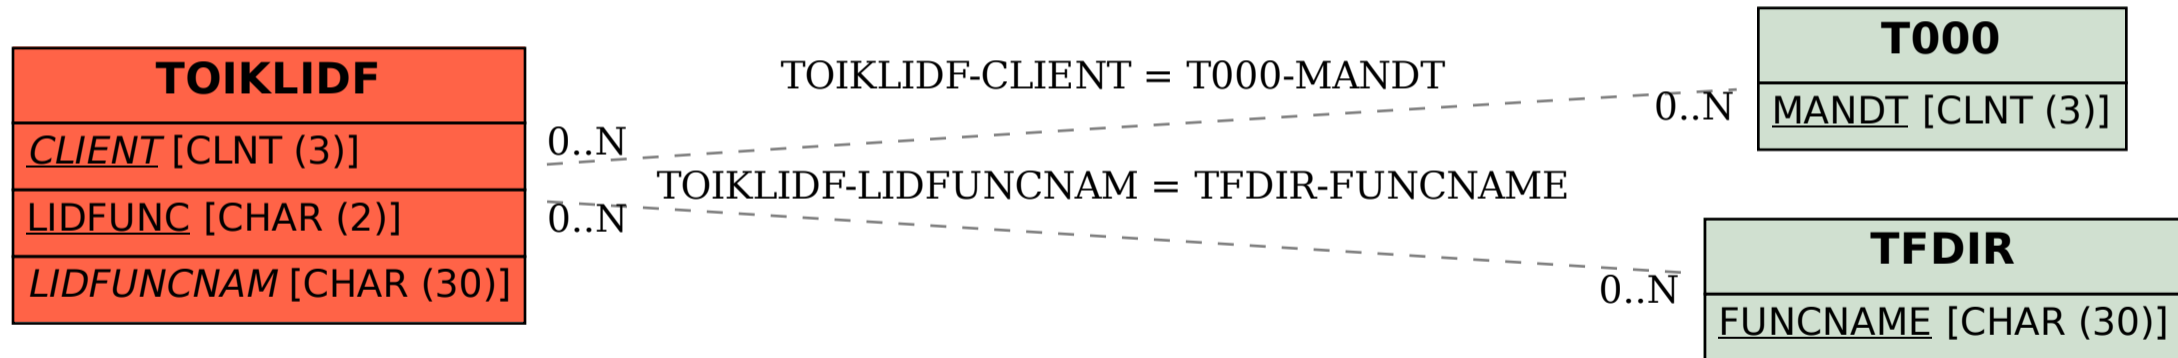 TOIKLIDF
CLIENT [CLNT (3)]
LIDFUNC [CHAR (2)]
LIDFUNCNAM [CHAR (30)]
TOIKLIDF-CLIENT = T000-MANDT
0..N
0..N
TOIKLIDF-LIDFUNCNAM = TFDIR-FUNCNAME
0..N
0..N
T000
MANDT [CLNT (3)]
TFDIR
FUNCNAME [CHAR (30)]